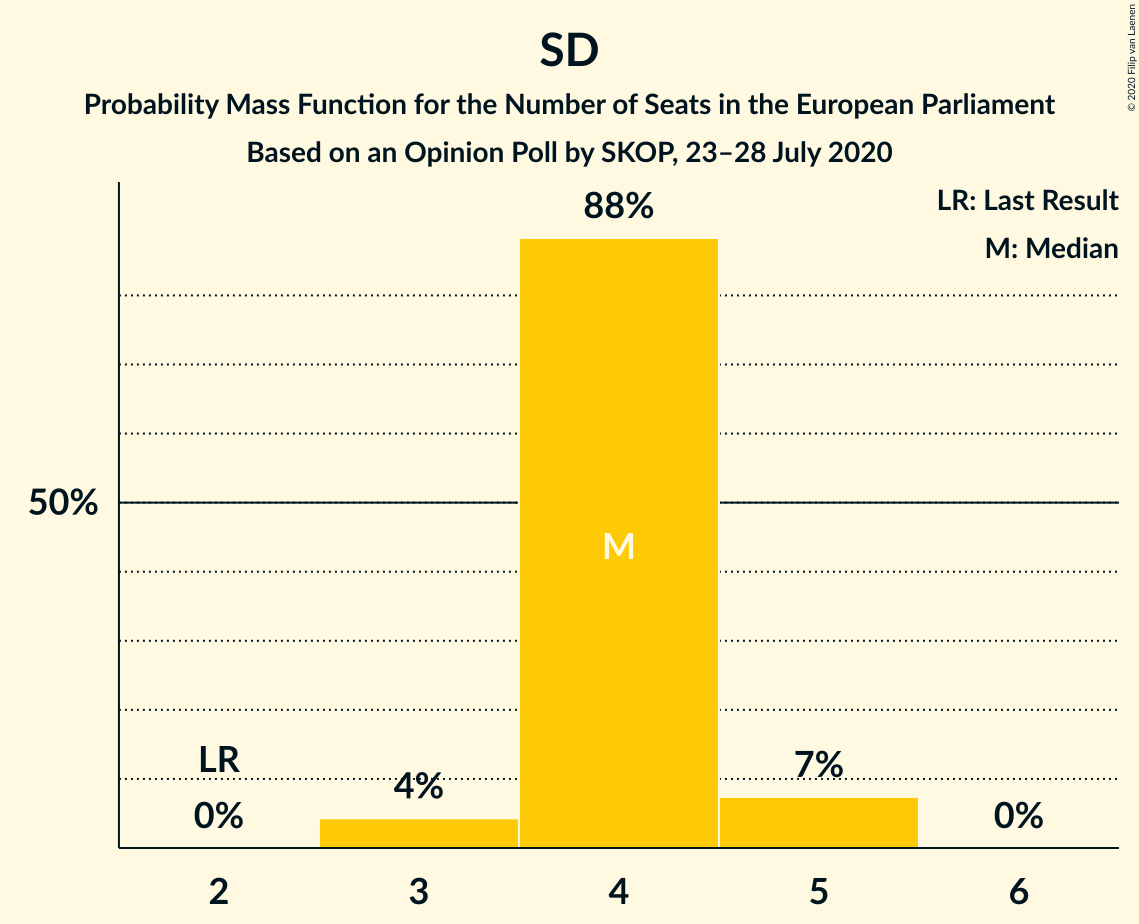 SD
Probability Mass Function for the Number of Seats in the European Parliament
Based on an Opinion Poll by SKOP, 23–28 July 2020
© 2020 Filip van Laenen
LR: Last Result
M: Median
88%
50%
M
LR
0%
4%
7%
0%
2 3 4 5 6